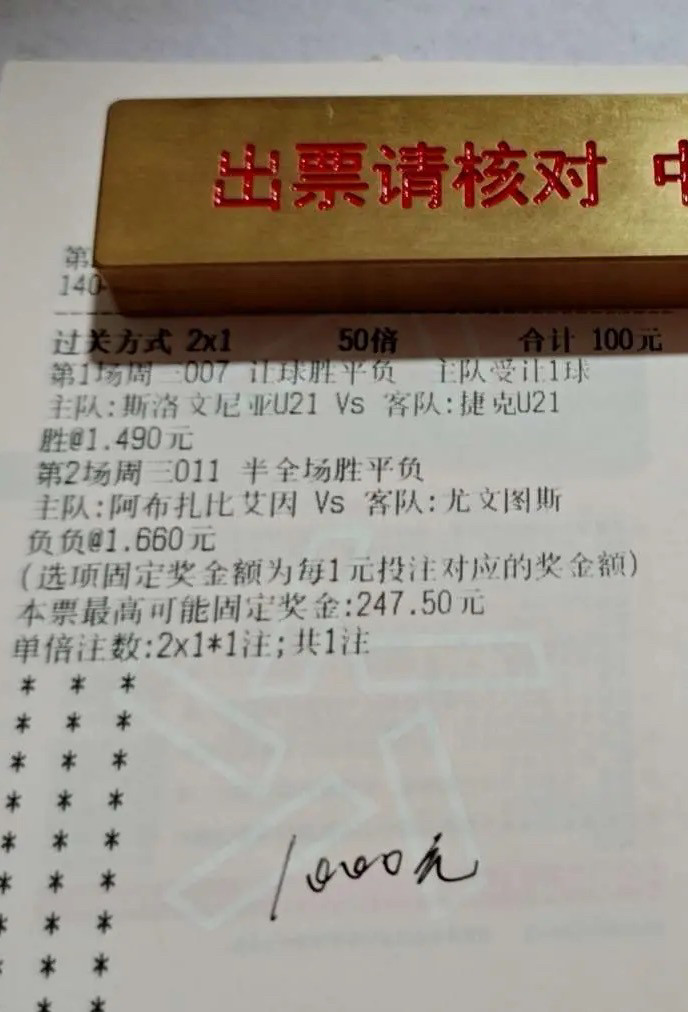 出票请核对
第
140
过关方式 2x1 50倍 合计 100元
第1场周三007 让球胜平负 主队受让1球
主队:斯洛文尼亚U21 Vs 客队:捷克U21
胜@1.490元
第2场周三011 半全场胜平负
主队:阿布扎比艾因 Vs 客队:尤文图斯
负负@1.660元
(选项固定奖金额为每1元投注对应的奖金额)
本票最高可能固定奖金:247.50元
单倍注数:2x1*1注;共1注
* * *
* * *
* * *
* * *
* * *
* * *
* * *
* * *
* *
1000元